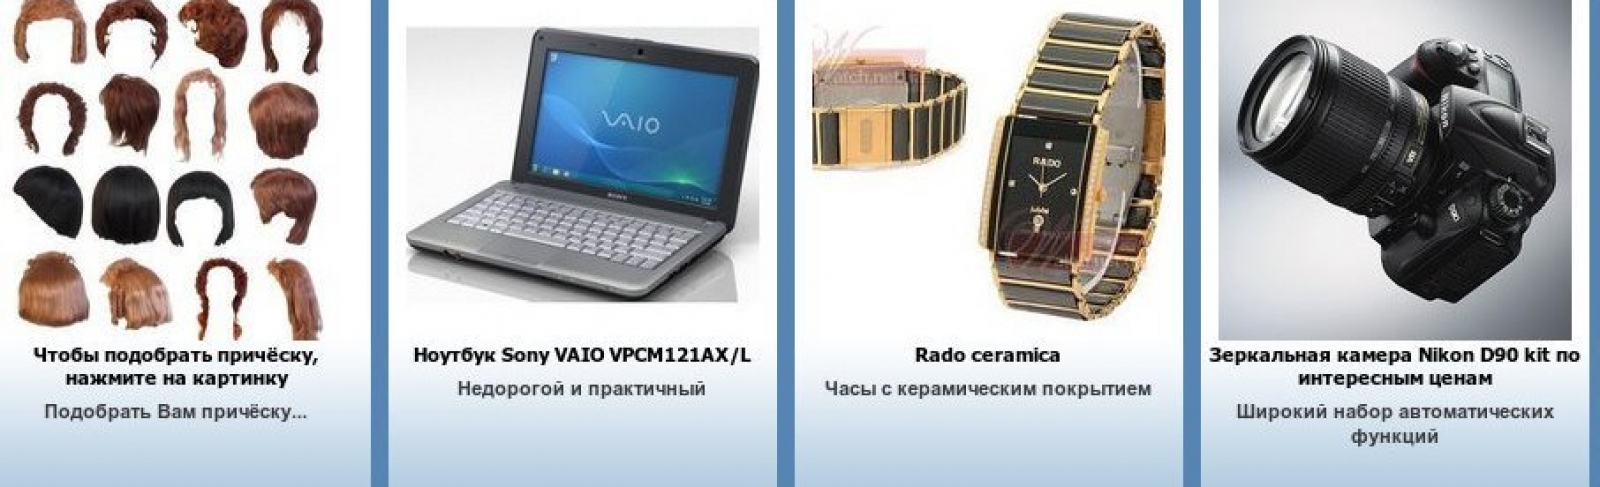 Чтобы подобрать причёску,
нажмите на картинку
Подобрать Вам причёску...
VAIO
SONY
Ноутбук Sony VAIO VPCM121AX/L
Недорогой и практичный
RADO
Rado ceramica
Часы с керамическим покрытием
Nikon
D90
Зеркальная камера Nikon D90 kit по
интересным ценам
Широкий набор автоматических
функций